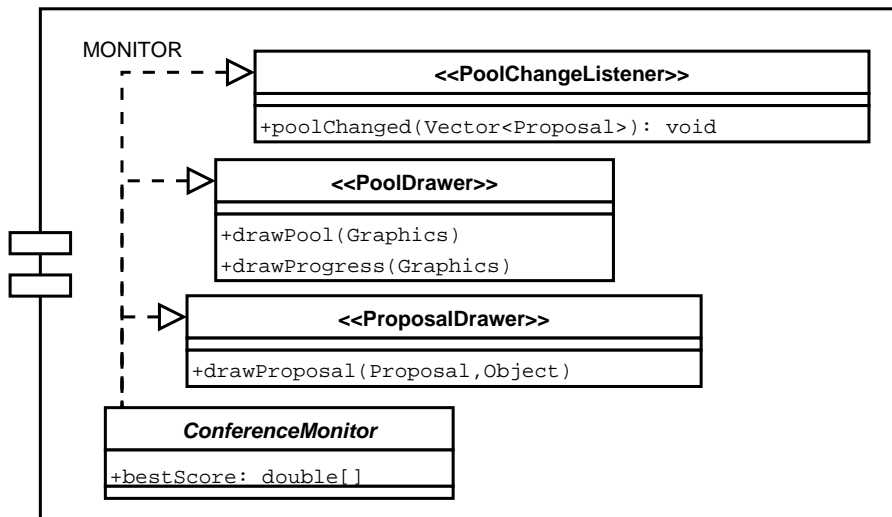 MONITOR
<<PoolChangeListener>>
+poolChanged(Vector<Proposal>): void
<<PoolDrawer>>
+drawPool(Graphics)
+drawProgress(Graphics)
<<ProposalDrawer>>
+drawProposal(Proposal,Object)
ConferenceMonitor
+bestScore: double[]